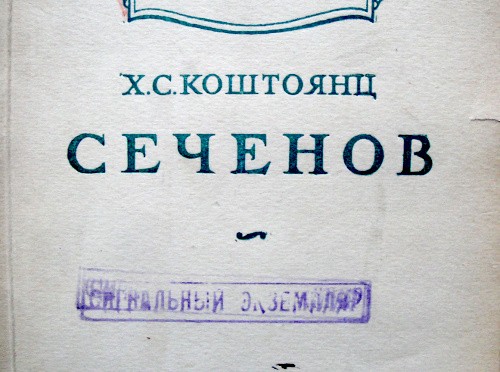 Х.С.КОШТОЯНЦ
СЕЧЕНОВ
СИГНАЛЬНЫЙ ЭКЗЕМПЛЯР